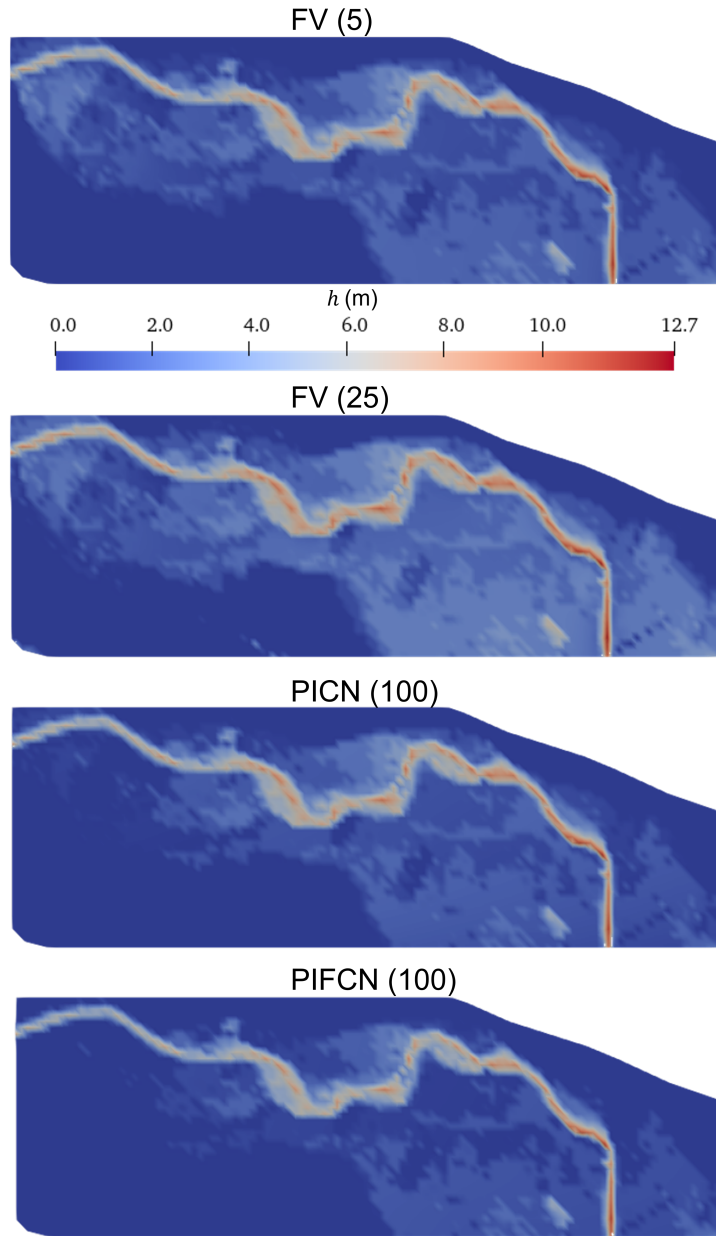 FV (5)
h (m)
0.0 2.0 4.0 6.0 8.0 10.0 12.7
FV (25)
PICN (100)
PIFCN (100)